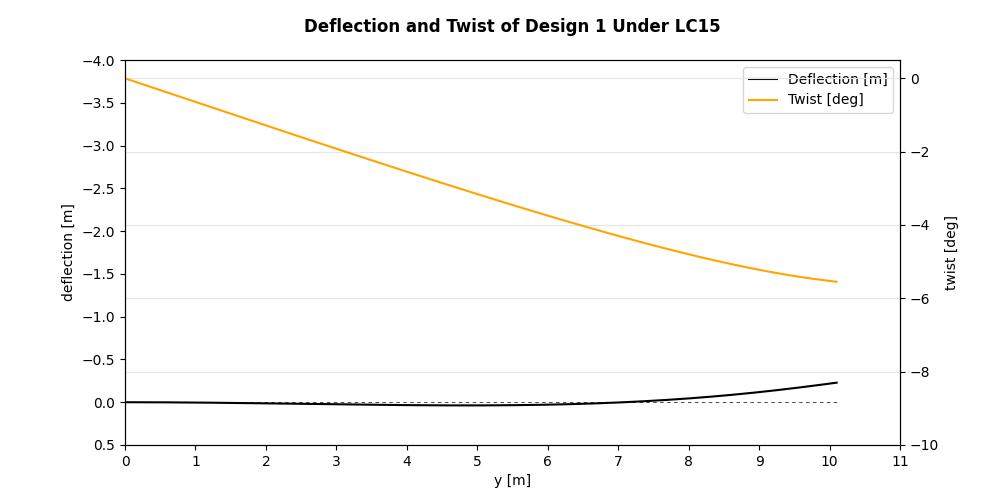 Deflection and Twist of Design 1 Under LC15
−4.0
−3.5
−3.0
−2.5
−2.0
−1.5
−1.0
−0.5
0.0
0.5
deflection [m]
Deflection [m]
Twist [deg]
0
−2
−4
−6
−8
−10
twist [deg]
0 1 2 3 4 5 6 7 8 9 10 11
y [m]